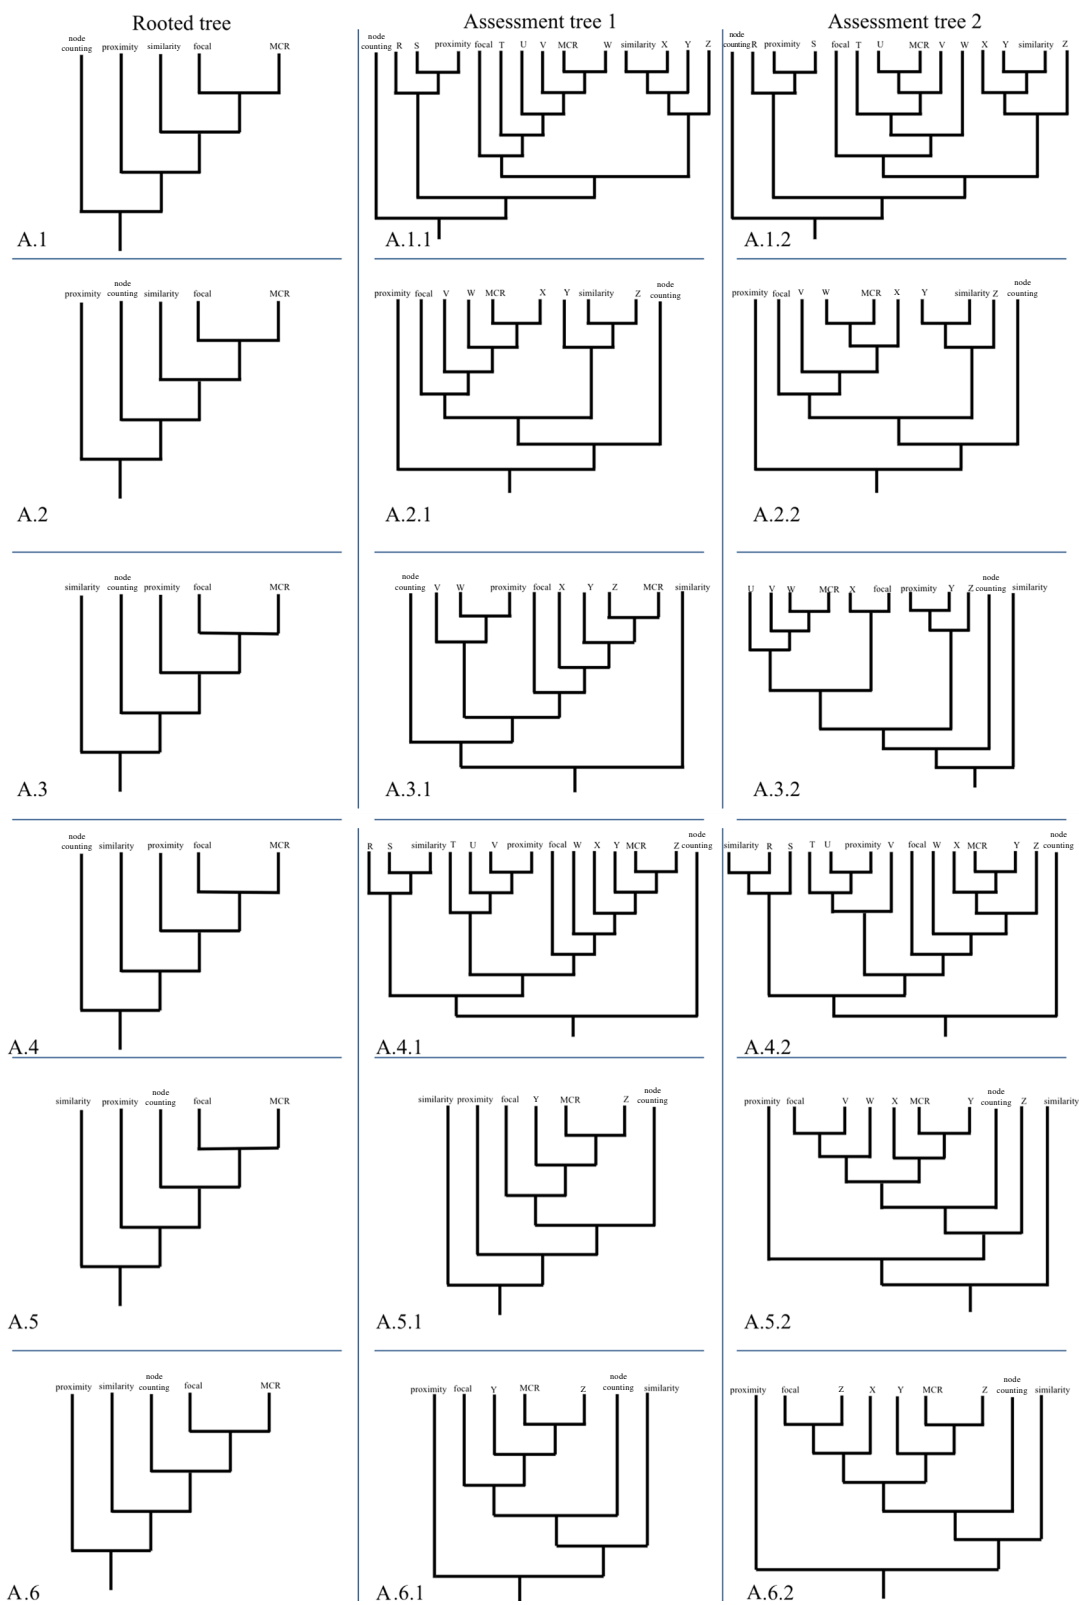 Rooted tree Assessment tree 1 Assessment tree 2
node
counting proximity similarity focal MCR
node
counting R S proximity focal T U V MCR W similarity X Y Z
node
counting R proximity S focal T U MCR V W X Y similarity Z
A.1 A.1.1 A.1.2
proximity node
counting similarity focal MCR
proximity focal V W MCR X Y similarity Z node
counting
proximity focal V W MCR X Y similarity Z node
counting
A.2 A.2.1 A.2.2
similarity node
counting proximity focal MCR
node
counting V W proximity focal X Y Z MCR similarity
U V W MCR X focal proximity Y Z node
counting similarity
A.3 A.3.1 A.3.2
node
counting similarity proximity focal MCR
R S similarity T U V proximity focal W X Y MCR Z node
counting
similarity R S T U proximity V focal W X MCR Y Z node
counting
A.4 A.4.1 A.4.2
similarity proximity node
counting focal MCR
similarity proximity focal Y MCR Z node
counting
proximity focal V W X MCR Y node
counting Z similarity
A.5 A.5.1 A.5.2
proximity similarity node
counting focal MCR
proximity focal Y MCR Z node
counting similarity
proximity focal Z X Y MCR Z node
counting similarity
A.6 A.6.1 A.6.2